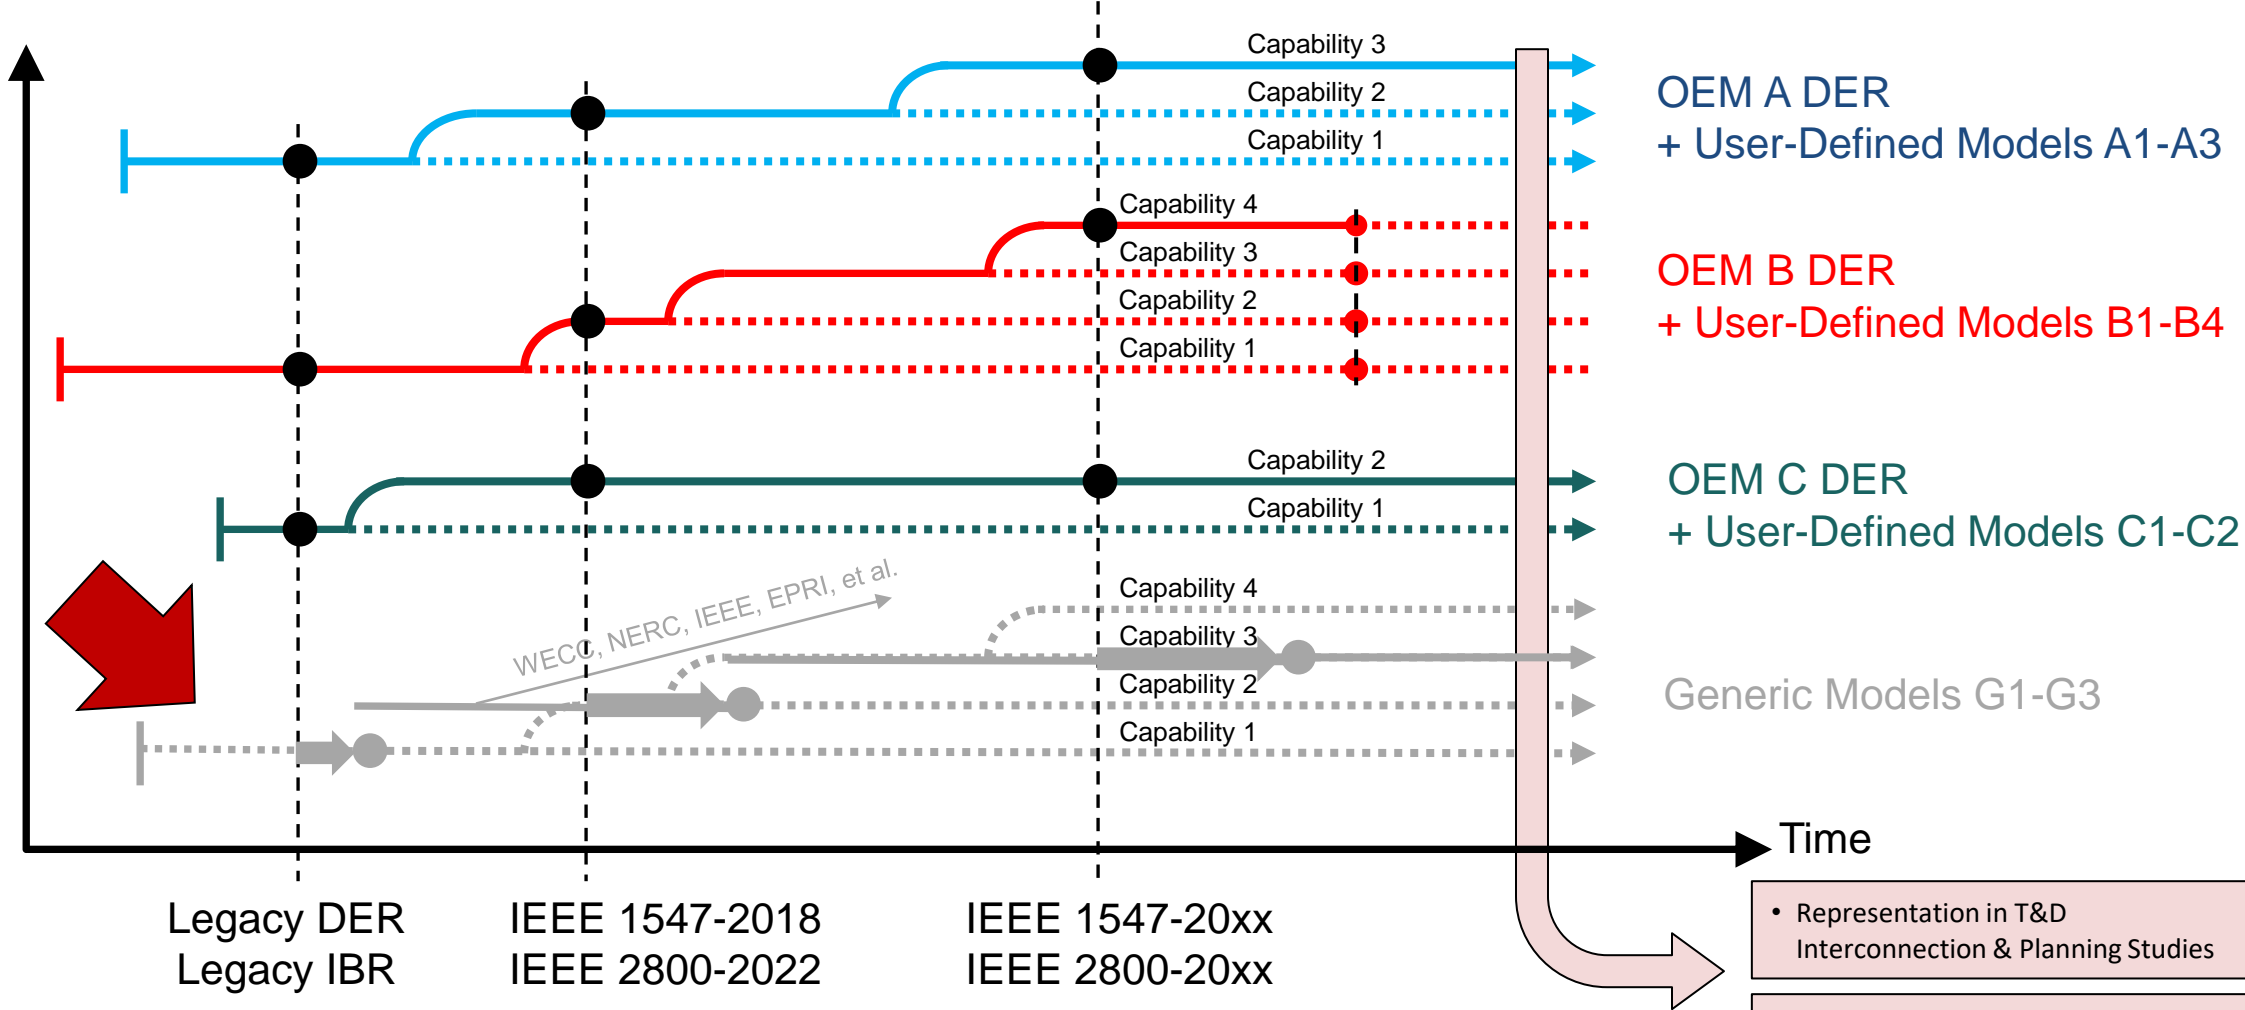 Capability 3
Capability 2
Capability 1
OEM A DER
+ User-Defined Models A1-A3
Capability 4
Capability 3
Capability 2
Capability 1
OEM B DER
+ User-Defined Models B1-B4
Capability 2
Capability 1
OEM C DER
+ User-Defined Models C1-C2
WECC, NERC, IEEE, EPRI, et al.
Capability 4
Capability 3
Capability 2
Capability 1
Generic Models G1-G3
Time
Legacy DER
Legacy IBR
IEEE 1547-2018
IEEE 2800-2022
IEEE 1547-20xx
IEEE 2800-20xx
• Representation in T&D
Interconnection & Planning Studies